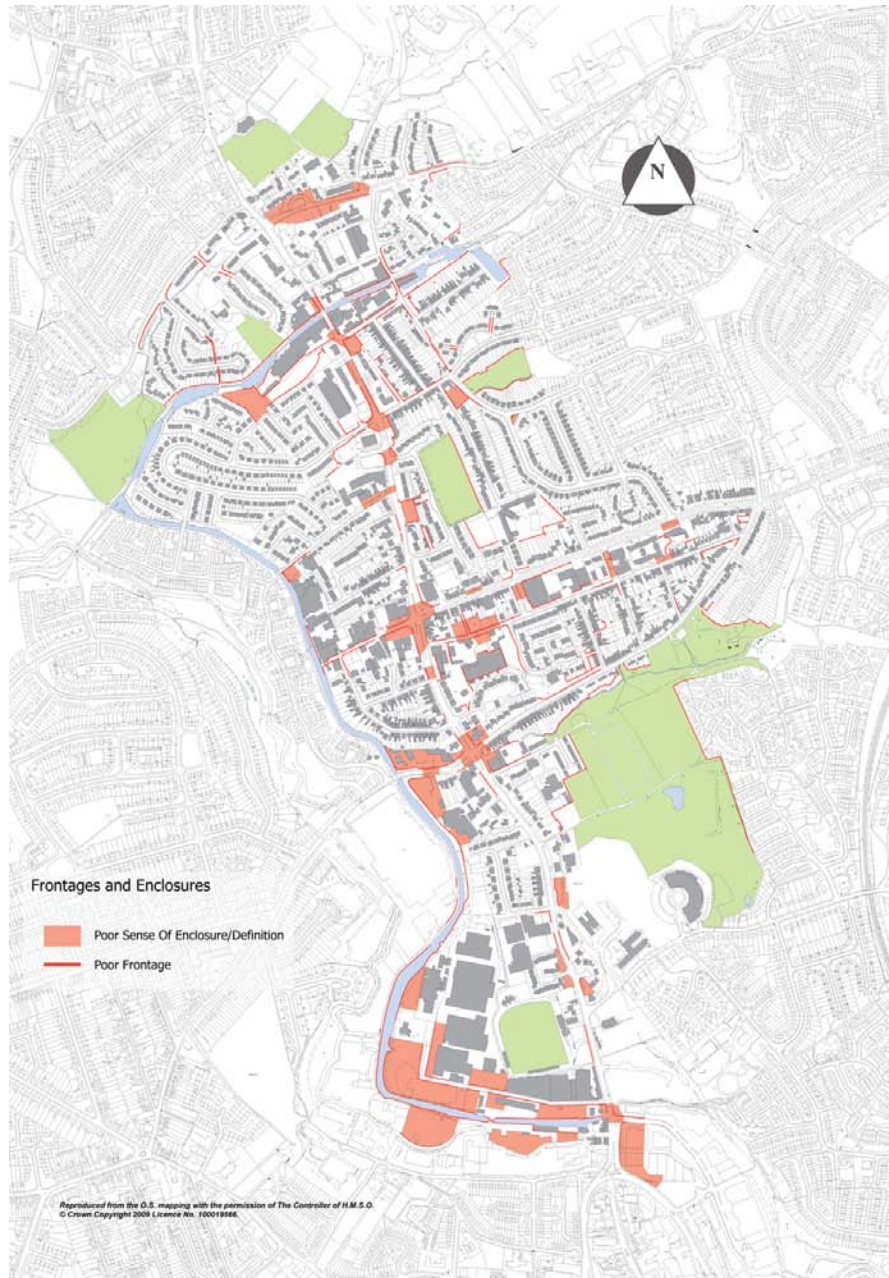 N
Frontages and Enclosures
Poor Sense Of Enclosure/Definition
Poor Frontage
Reproduced from the O.S. mapping with the permission of The Controller of H.M.S.O.
© Crown Copyright 2009 Licence No. 100019566.